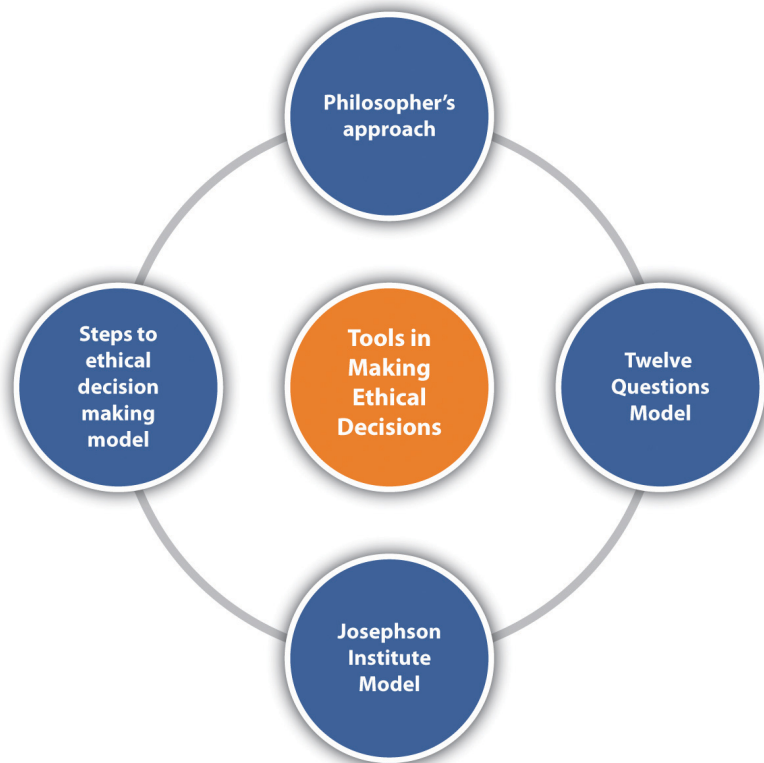 Philosopher's
approach
Steps to
ethical
decision
making
model
Tools in
Making
Ethical
Decisions
Twelve
Questions
Model
Josephson
Institute
Model